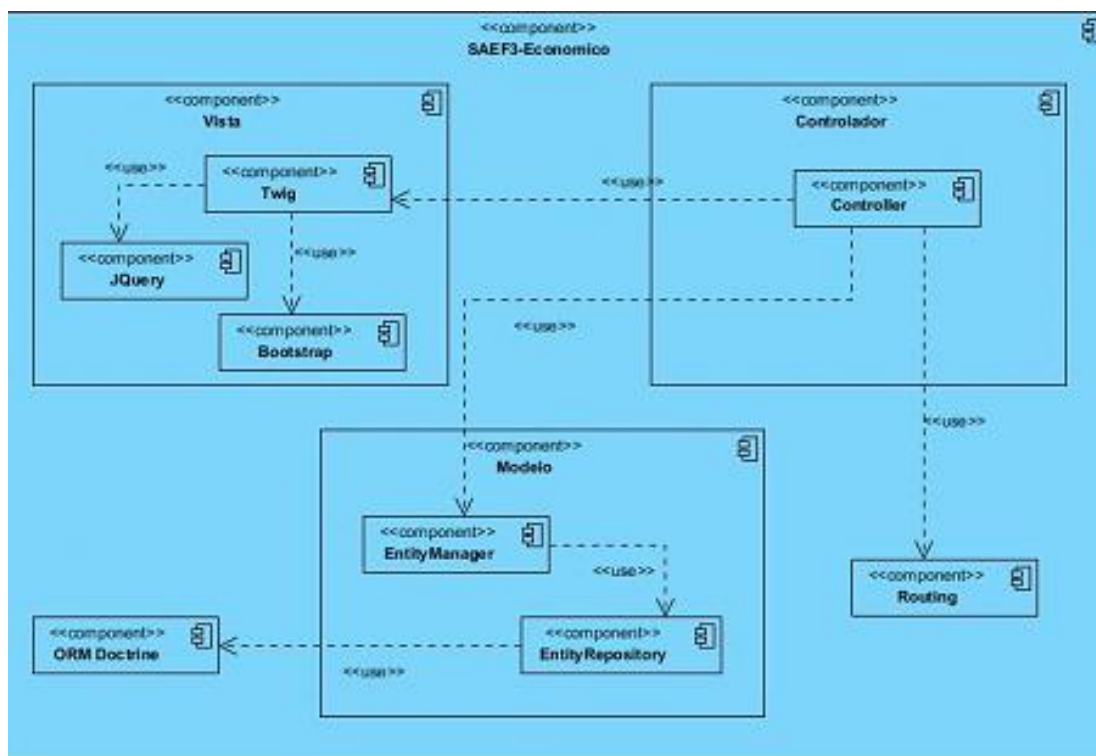 <<component>>
SAEF3-Economico
<<component>>
Vista
<<use>>
<<component>>
Twig
<<component>>
JQuery
<<use>>
<<component>>
Bootstrap
<<use>>
<<component>>
Controlador
<<component>>
Controller
<<use>>
<<use>>
<<component>>
Modelo
<<component>>
EntityManager
<<use>>
<<component>>
EntityRepository
<<use>>
<<component>>
ORM Doctrine
<<component>>
Routing